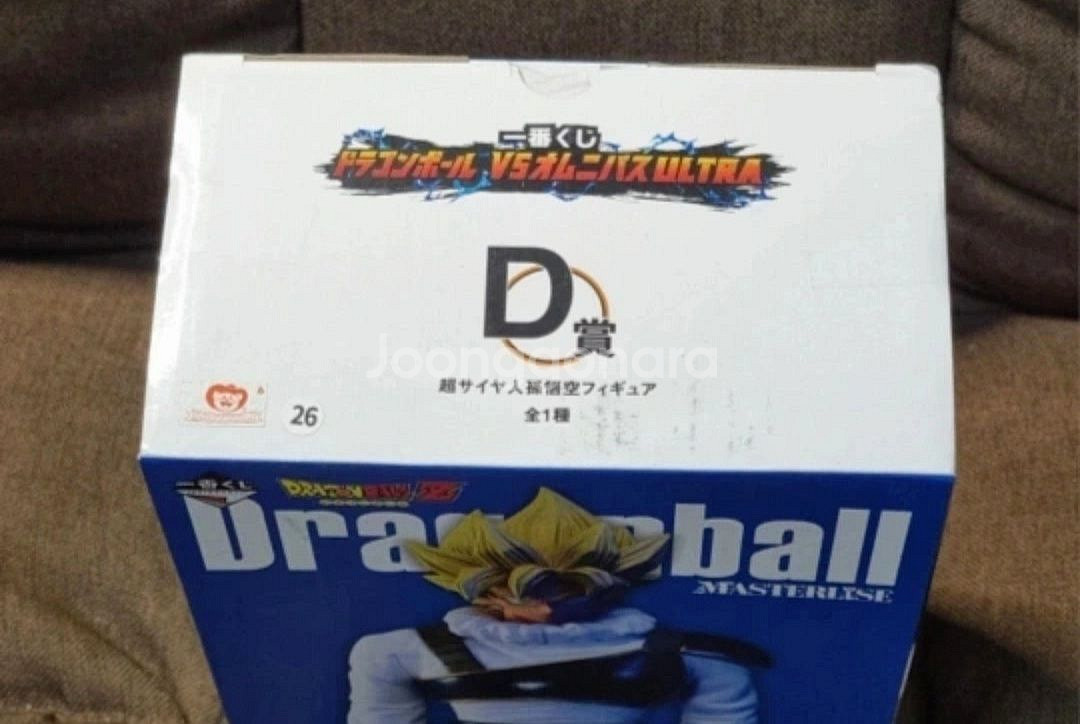 一番くじ
ドラゴンボール VSオムニバスULTRA
D賞
Joongonara
超サイヤ人孫悟空フィギュア
全1種
26
一番くじ
DRAGON BALL Z
Dragonball
MASTERLISE